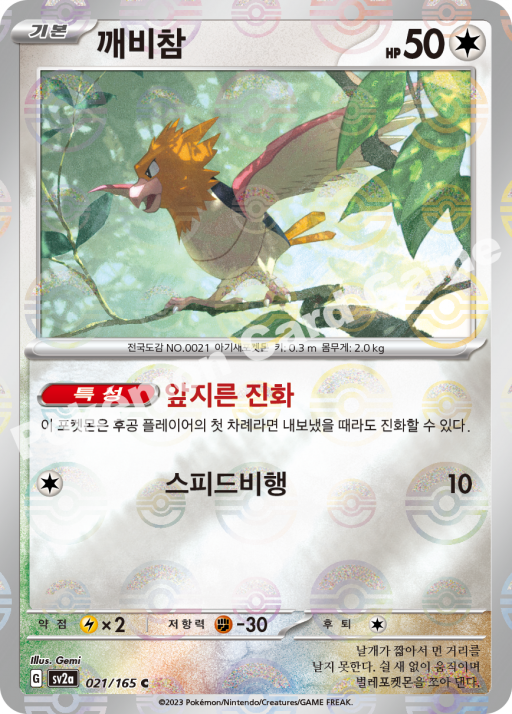 기본
깨비참
HP 50
전국도감 NO.0021 아기새포켓몬 키: 0.3 m 몸무게: 2.0 kg
특성 앞지른 진화
이 포켓몬은 후공 플레이어의 첫 차례라면 내보냈을 때라도 진화할 수 있다.
스피드비행 10
약점 ×2 저항력 -30 후퇴
Illus. Gemi
날개가 짧아서 먼 거리를
날지 못한다. 쉴 새 없이 움직이며
벌레포켓몬을 쪼아 댄다.
G sv2a 021/165 C
©2023 Pokémon/Nintendo/Creatures/GAME FREAK.
Pokémon Card Game